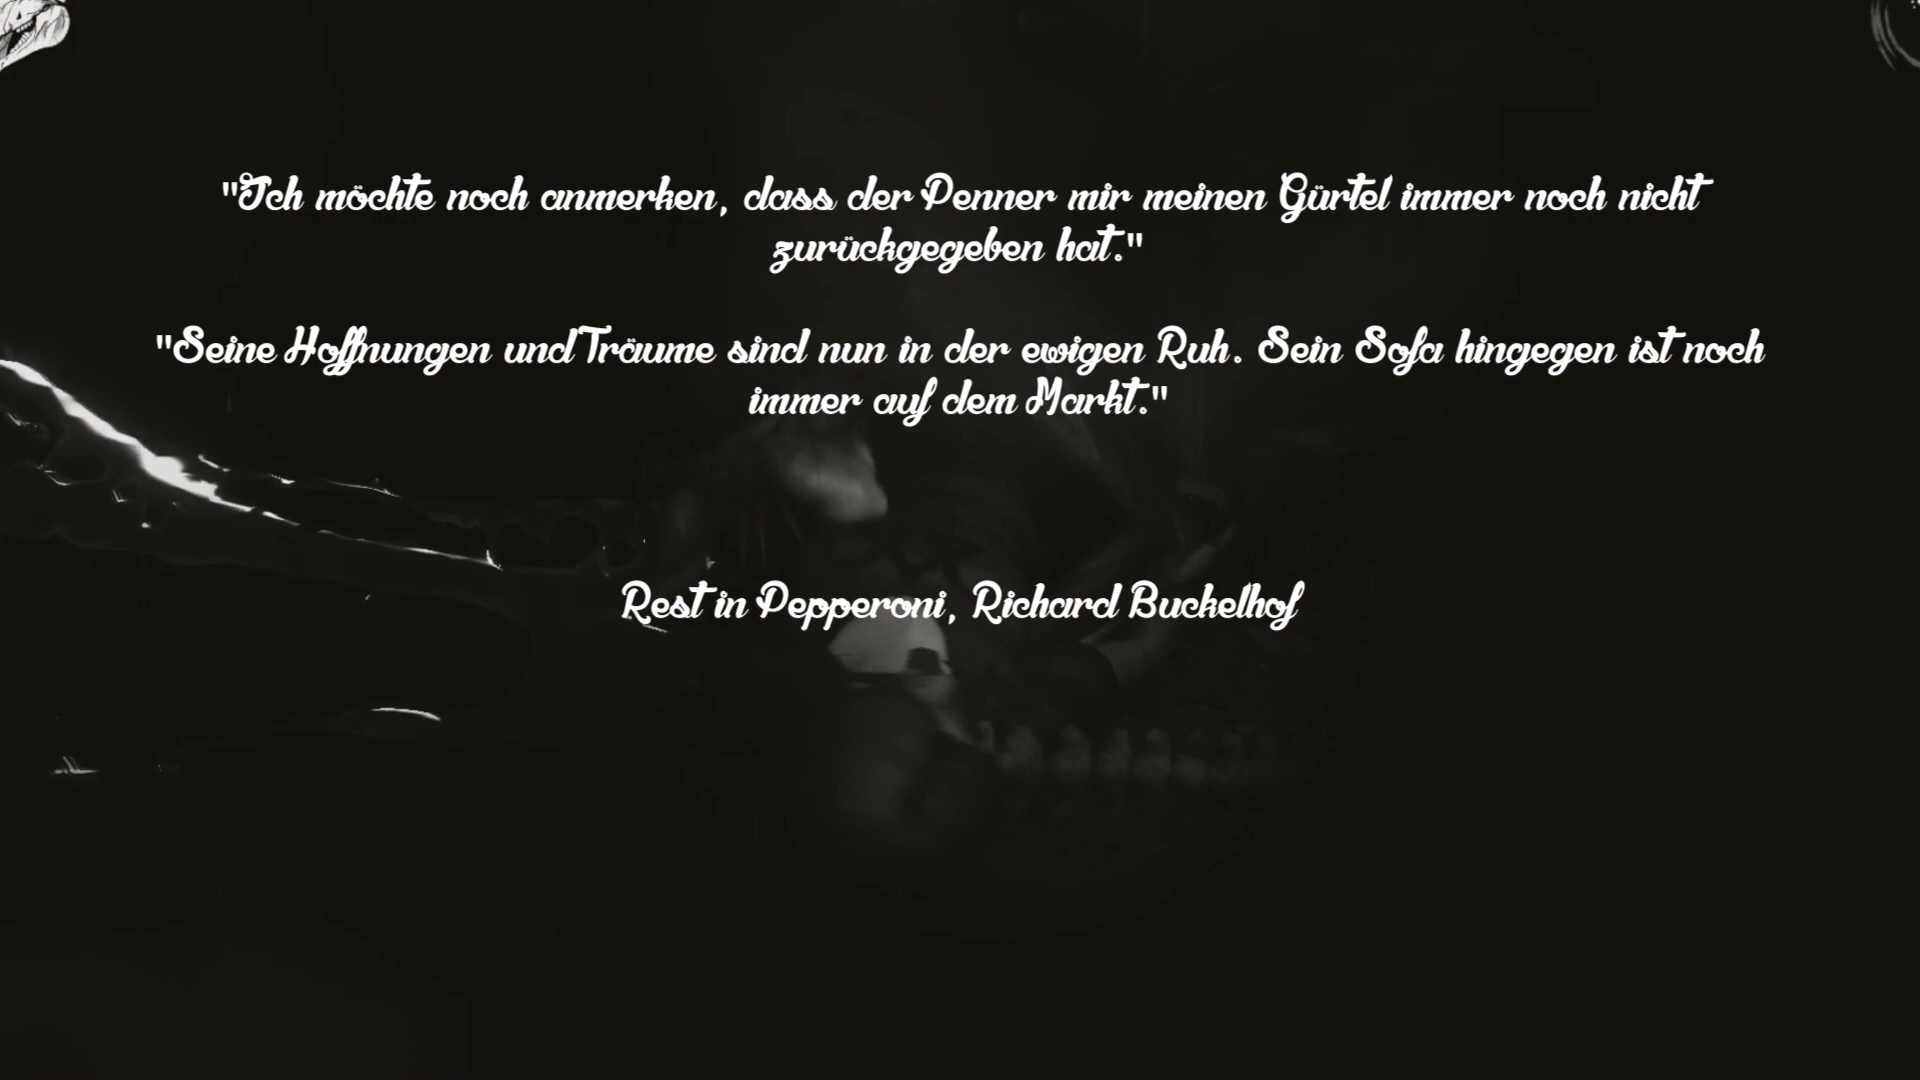 "Ich möchte noch anmerken, dass der Penner mir meinen Gürtel immer noch nicht
zurückgegeben hat."
"Seine Hoffnungen und Träume sind nun in der ewigen Ruh. Sein Sofa hingegen ist noch
immer auf dem Markt."
Rest in Pepperoni, Richard Buckelhof